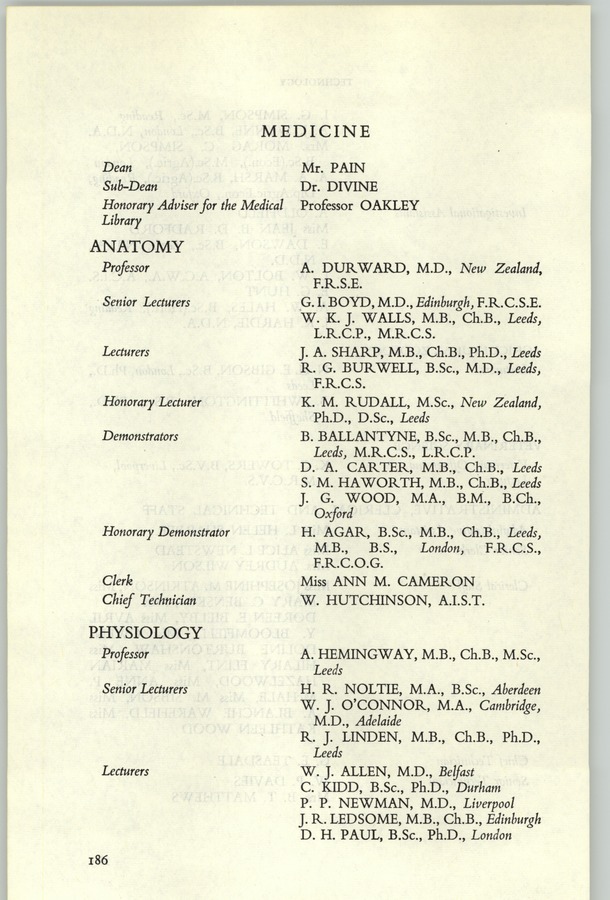 MEDICINE
Dean Mr. PAIN
Sub-Dean Dr. DIVINE
Honorary Adviser for the Medical Professor OAKLEY
Library
ANATOMY
Professor A. DURWARD, M.D., New Zealand,
F.R.S.E.
Senior Lecturers G. I. BOYD, M.D., Edinburgh, F.R.C.S.E.
W. K. J. WALLS, M.B., Ch.B., Leeds,
L.R.C.P., M.R.C.S.
Lecturers J. A. SHARP, M.B., Ch.B., Ph.D., Leeds
R. G. BURWELL, B.Sc., M.D., Leeds,
F.R.C.S.
Honorary Lecturer K. M. RUDALL, M.Sc., New Zealand,
Ph.D., D.Sc., Leeds
Demonstrators B. BALLANTYNE, B.Sc., M.B., Ch.B.,
Leeds, M.R.C.S., L.R.C.P.
D. A. CARTER, M.B., Ch.B., Leeds
S. M. HAWORTH, M.B., Ch.B., Leeds
J. G. WOOD, M.A., B.M., B.Ch.,
Oxford
Honorary Demonstrator H. AGAR, B.Sc., M.B., Ch.B., Leeds,
M.B., B.S., London, F.R.C.S.,
F.R.C.O.G.
Clerk Miss ANN M. CAMERON
Chief Technician W. HUTCHINSON, A.I.S.T.
PHYSIOLOGY
Professor A. HEMINGWAY, M.B., Ch.B., M.Sc.,
Leeds
Senior Lecturers H. R. NOLTIE, M.A., B.Sc., Aberdeen
W. J. O'CONNOR, M.A., Cambridge,
M.D., Adelaide
R. J. LINDEN, M.B., Ch.B., Ph.D.,
Leeds
Lecturers W. J. ALLEN, M.D., Belfast
C. KIDD, B.Sc., Ph.D., Durham
P. P. NEWMAN, M.D., Liverpool
J. R. LEDSOME, M.B., Ch.B., Edinburgh
D. H. PAUL, B.Sc., Ph.D., London
186